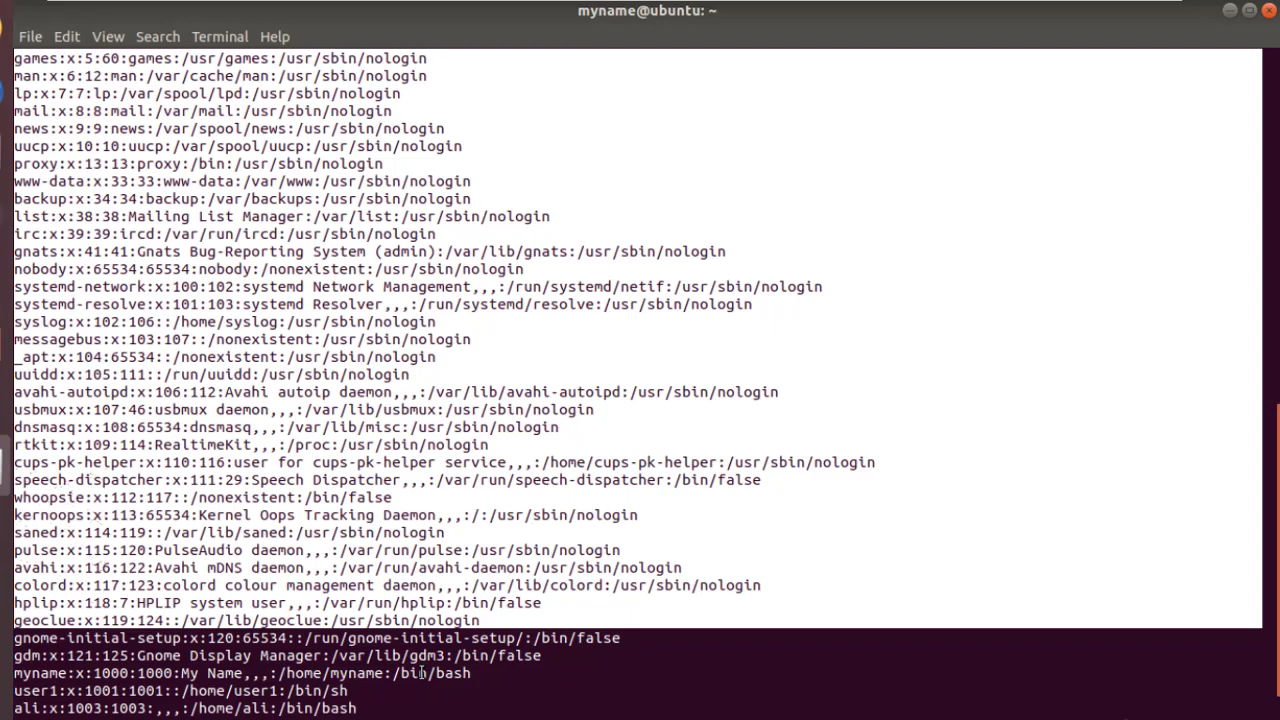 myname@ubuntu: ~
File Edit View Search Terminal Help
games:x:5:60:games:/usr/games:/usr/sbin/nologin
man:x:6:12:man:/var/cache/man:/usr/sbin/nologin
lp:x:7:7:lp:/var/spool/lpd:/usr/sbin/nologin
mail:x:8:8:mail:/var/mail:/usr/sbin/nologin
news:x:9:9:news:/var/spool/news:/usr/sbin/nologin
uucp:x:10:10:uucp:/var/spool/uucp:/usr/sbin/nologin
proxy:x:13:13:proxy:/bin:/usr/sbin/nologin
www-data:x:33:33:www-data:/var/www:/usr/sbin/nologin
backup:x:34:34:backup:/var/backups:/usr/sbin/nologin
list:x:38:38:Mailing List Manager:/var/list:/usr/sbin/nologin
irc:x:39:39:ircd:/var/run/ircd:/usr/sbin/nologin
gnats:x:41:41:Gnats Bug-Reporting System (admin):/var/lib/gnats:/usr/sbin/nologin
nobody:x:65534:65534:nobody:/nonexistent:/usr/sbin/nologin
systemd-network:x:100:102:systemd Network Management,,,:/run/systemd/netif:/usr/sbin/nologin
systemd-resolve:x:101:103:systemd Resolver,,,:/run/systemd/resolve:/usr/sbin/nologin
syslog:x:102:106::/home/syslog:/usr/sbin/nologin
messagebus:x:103:107::/nonexistent:/usr/sbin/nologin
_apt:x:104:65534::/nonexistent:/usr/sbin/nologin
uuidd:x:105:111::/run/uuidd:/usr/sbin/nologin
avahi-autoipd:x:106:112:Avahi autoip daemon,,,:/var/lib/avahi-autoipd:/usr/sbin/nologin
usbmux:x:107:46:usbmux daemon,,,:/var/lib/usbmux:/usr/sbin/nologin
dnsmasq:x:108:65534:dnsmasq,,,:/var/lib/misc:/usr/sbin/nologin
rtkit:x:109:114:RealtimeKit,,,:/proc:/usr/sbin/nologin
cups-pk-helper:x:110:116:user for cups-pk-helper service,,,:/home/cups-pk-helper:/usr/sbin/nologin
speech-dispatcher:x:111:29:Speech Dispatcher,,,:/var/run/speech-dispatcher:/bin/false
whoopsie:x:112:117::/nonexistent:/bin/false
kernoops:x:113:65534:Kernel Oops Tracking Daemon,,,:/:/usr/sbin/nologin
saned:x:114:119::/var/lib/saned:/usr/sbin/nologin
pulse:x:115:120:PulseAudio daemon,,,:/var/run/pulse:/usr/sbin/nologin
avahi:x:116:122:Avahi mDNS daemon,,,:/var/run/avahi-daemon:/usr/sbin/nologin
colord:x:117:123:colord colour management daemon,,,:/var/lib/colord:/usr/sbin/nologin
hplip:x:118:7:HPLIP system user,,,:/var/run/hplip:/bin/false
geoclue:x:119:124::/var/lib/geoclue:/usr/sbin/nologin
gnome-initial-setup:x:120:65534::/run/gnome-initial-setup/:/bin/false
gdm:x:121:125:Gnome Display Manager:/var/lib/gdm3:/bin/false
myname:x:1000:1000:My Name,,,:/home/myname:/bin/bash
user1:x:1001:1001::/home/user1:/bin/sh
ali:x:1003:1003:,,,:/home/ali:/bin/bash